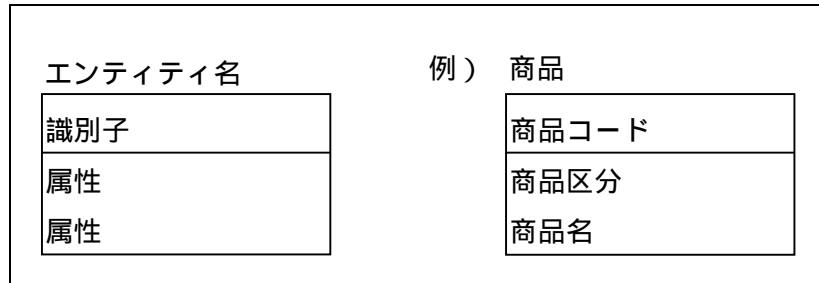 エンティティ名
例） 商品
識別子
商品コード
属性
商品区分
属性
商品名